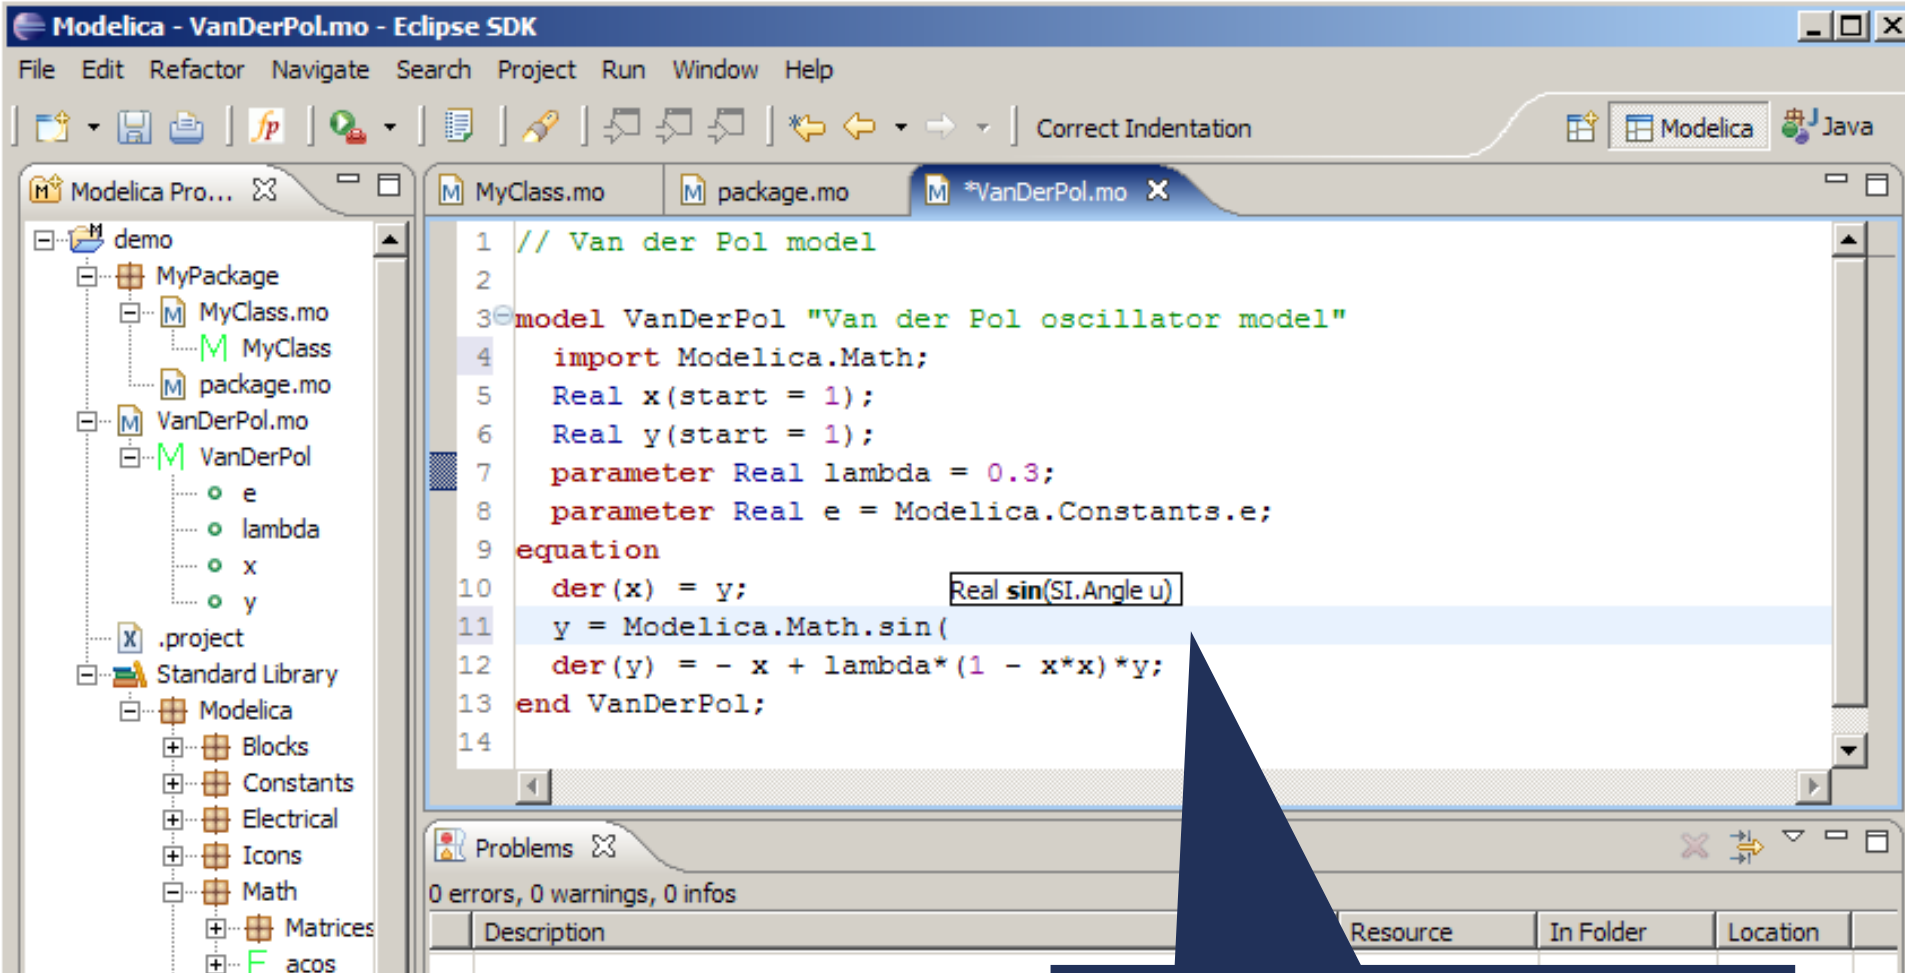 Modelica - VanDerPol.mo - Eclipse SDK
File Edit Refactor Navigate Search Project Run Window Help
fp Correct Indentation Modelica Java
Modelica Pro...
demo
MyPackage
MyClass.mo
MyClass
package.mo
VanDerPol.mo
VanDerPol
e
lambda
x
y
.project
Standard Library
Modelica
Blocks
Constants
Electrical
Icons
Math
Matrices
acos
MyClass.mo package.mo *VanDerPol.mo
1 // Van der Pol model
2
3 model VanDerPol "Van der Pol oscillator model"
4 import Modelica.Math;
5 Real x(start = 1);
6 Real y(start = 1);
7 parameter Real lambda = 0.3;
8 parameter Real e = Modelica.Constants.e;
9 equation
10 der(x) = y;
Real sin(SI.Angle u)
11 y = Modelica.Math.sin(
12 der(y) = - x + lambda*(1 - x*x)*y;
13 end VanDerPol;
14
Problems
0 errors, 0 warnings, 0 infos
Description Resource In Folder Location